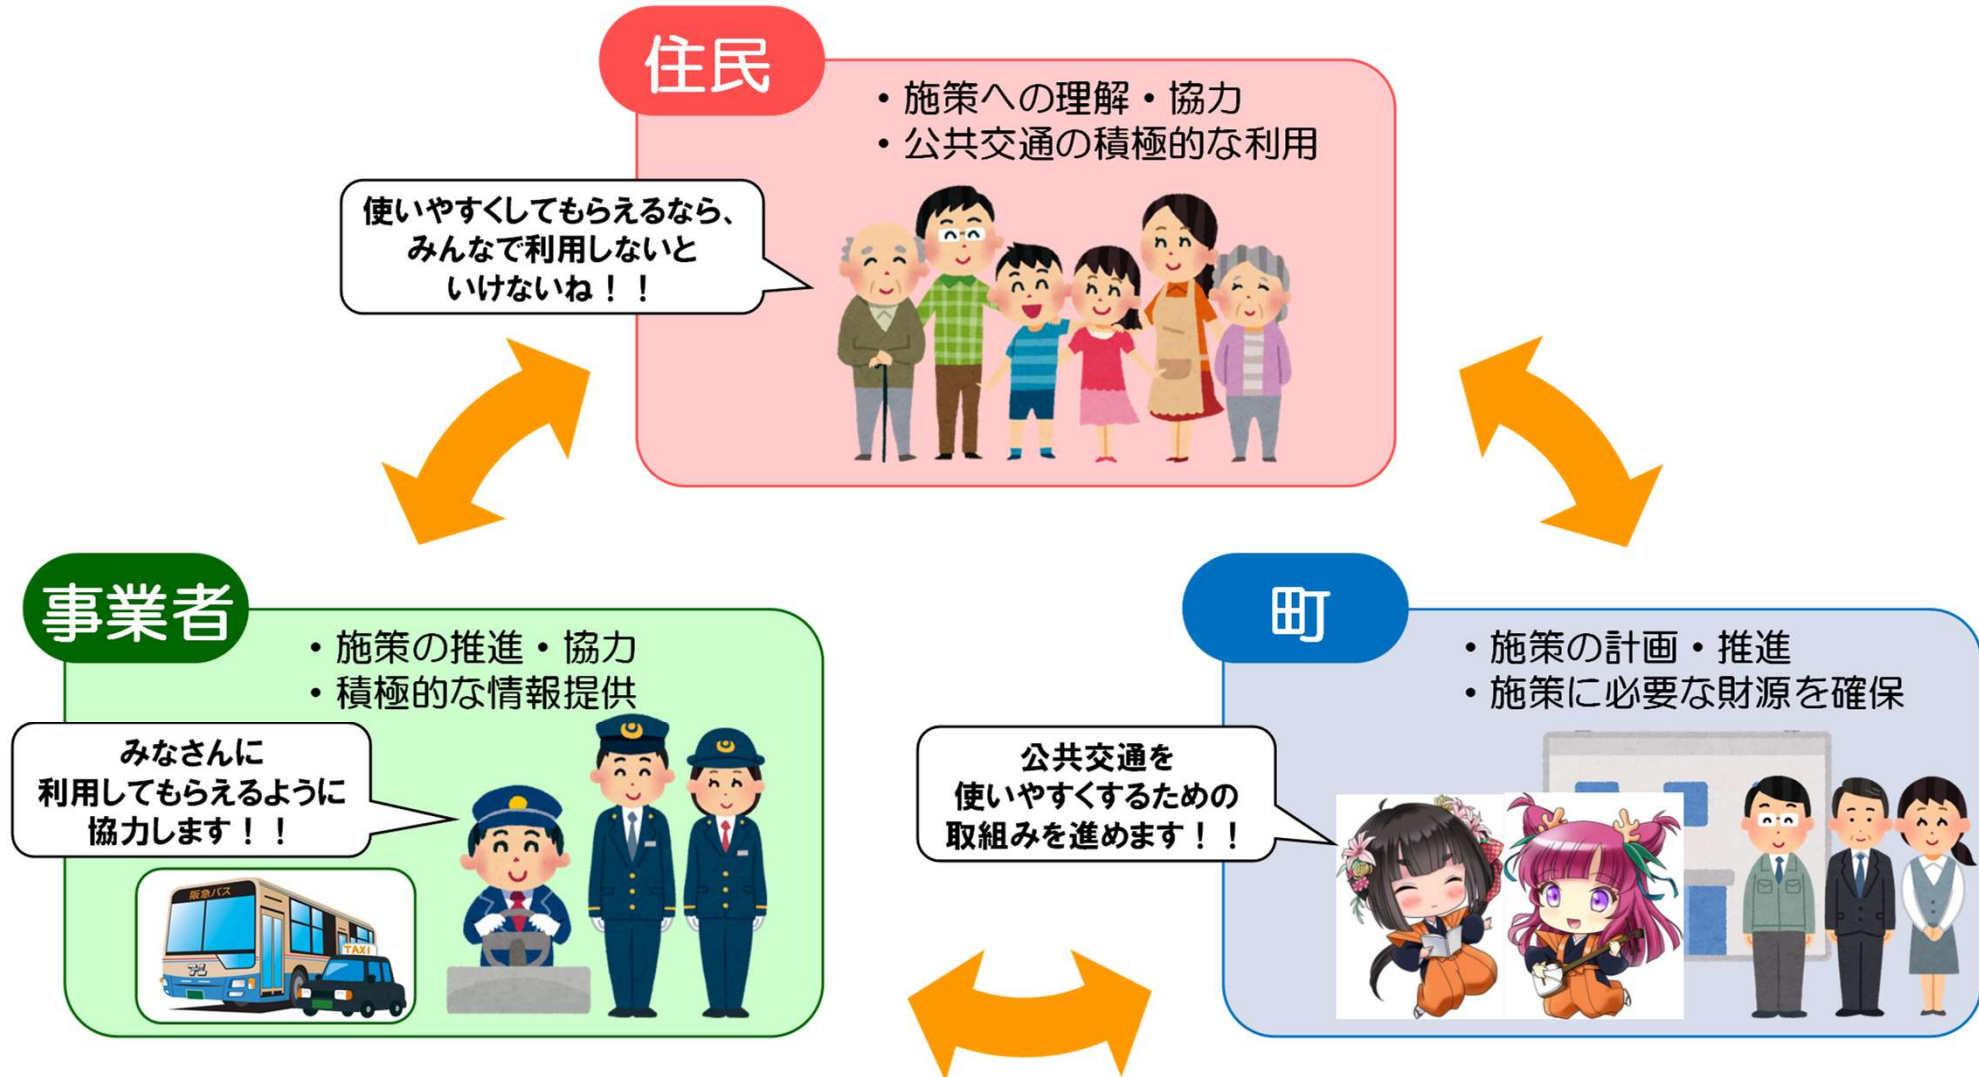 住民
・施策への理解・協力
・公共交通の積極的な利用
使いやすくしてもらえるなら、
みんなで利用しないと
いけないね！！
事業者
・施策の推進・協力
・積極的な情報提供
みなさんに
利用してもらえるように
協力します！！
阪急バス
TAXI
町
・施策の計画・推進
・施策に必要な財源を確保
公共交通を
使いやすくするための
取組みを進めます！！